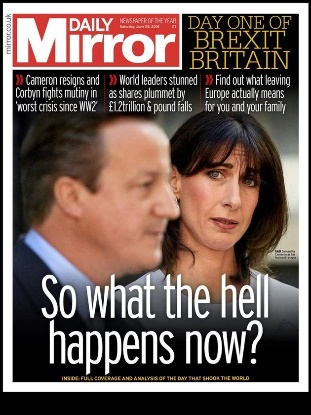 mirror.co.uk
DAILY
Mirror
NEWSPAPER OF THE YEAR
Saturday, June 25, 2016
DAY ONE OF
BREXIT
BRITAIN
Cameron resigns and
Corbyn fights mutiny in
'worst crisis since WW2'
World leaders stunned
as shares plummet by
£1.2trillion & pound falls
Find out what leaving
Europe actually means
for you and your family
So what the hell
happens now?
INSIDE: FULL COVERAGE AND ANALYSIS OF THE DAY THAT SHOOK THE WORLD